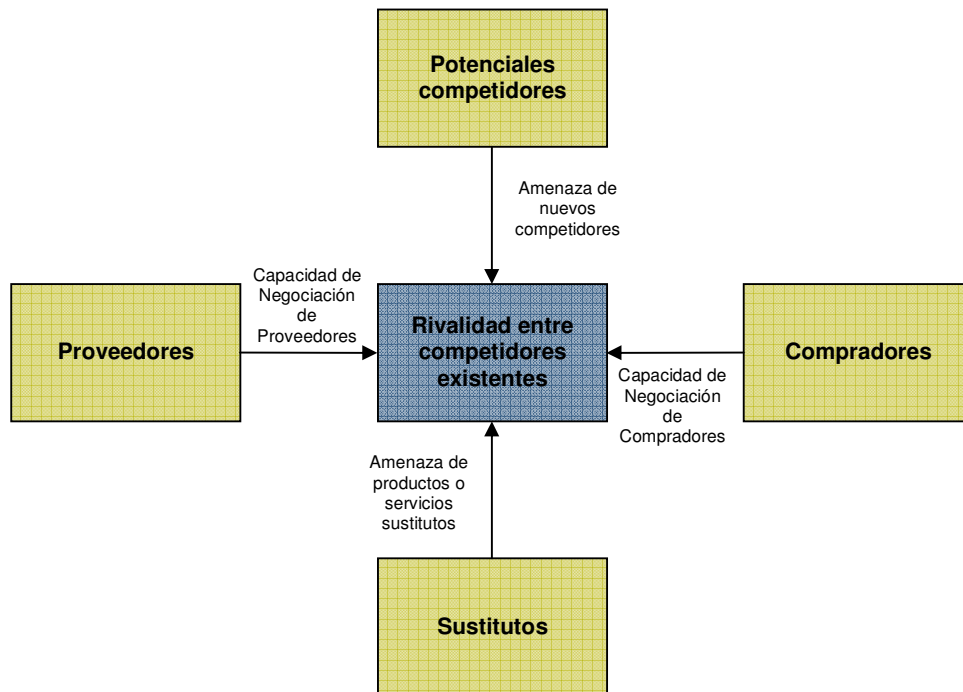 Potenciales
competidores
Amenaza de
nuevos
competidores
Capacidad de
Negociación
de
Proveedores
Proveedores
Rivalidad entre
competidores
existentes
Compradores
Capacidad de
Negociación
de
Compradores
Amenaza de
productos o
servicios
sustitutos
Sustitutos